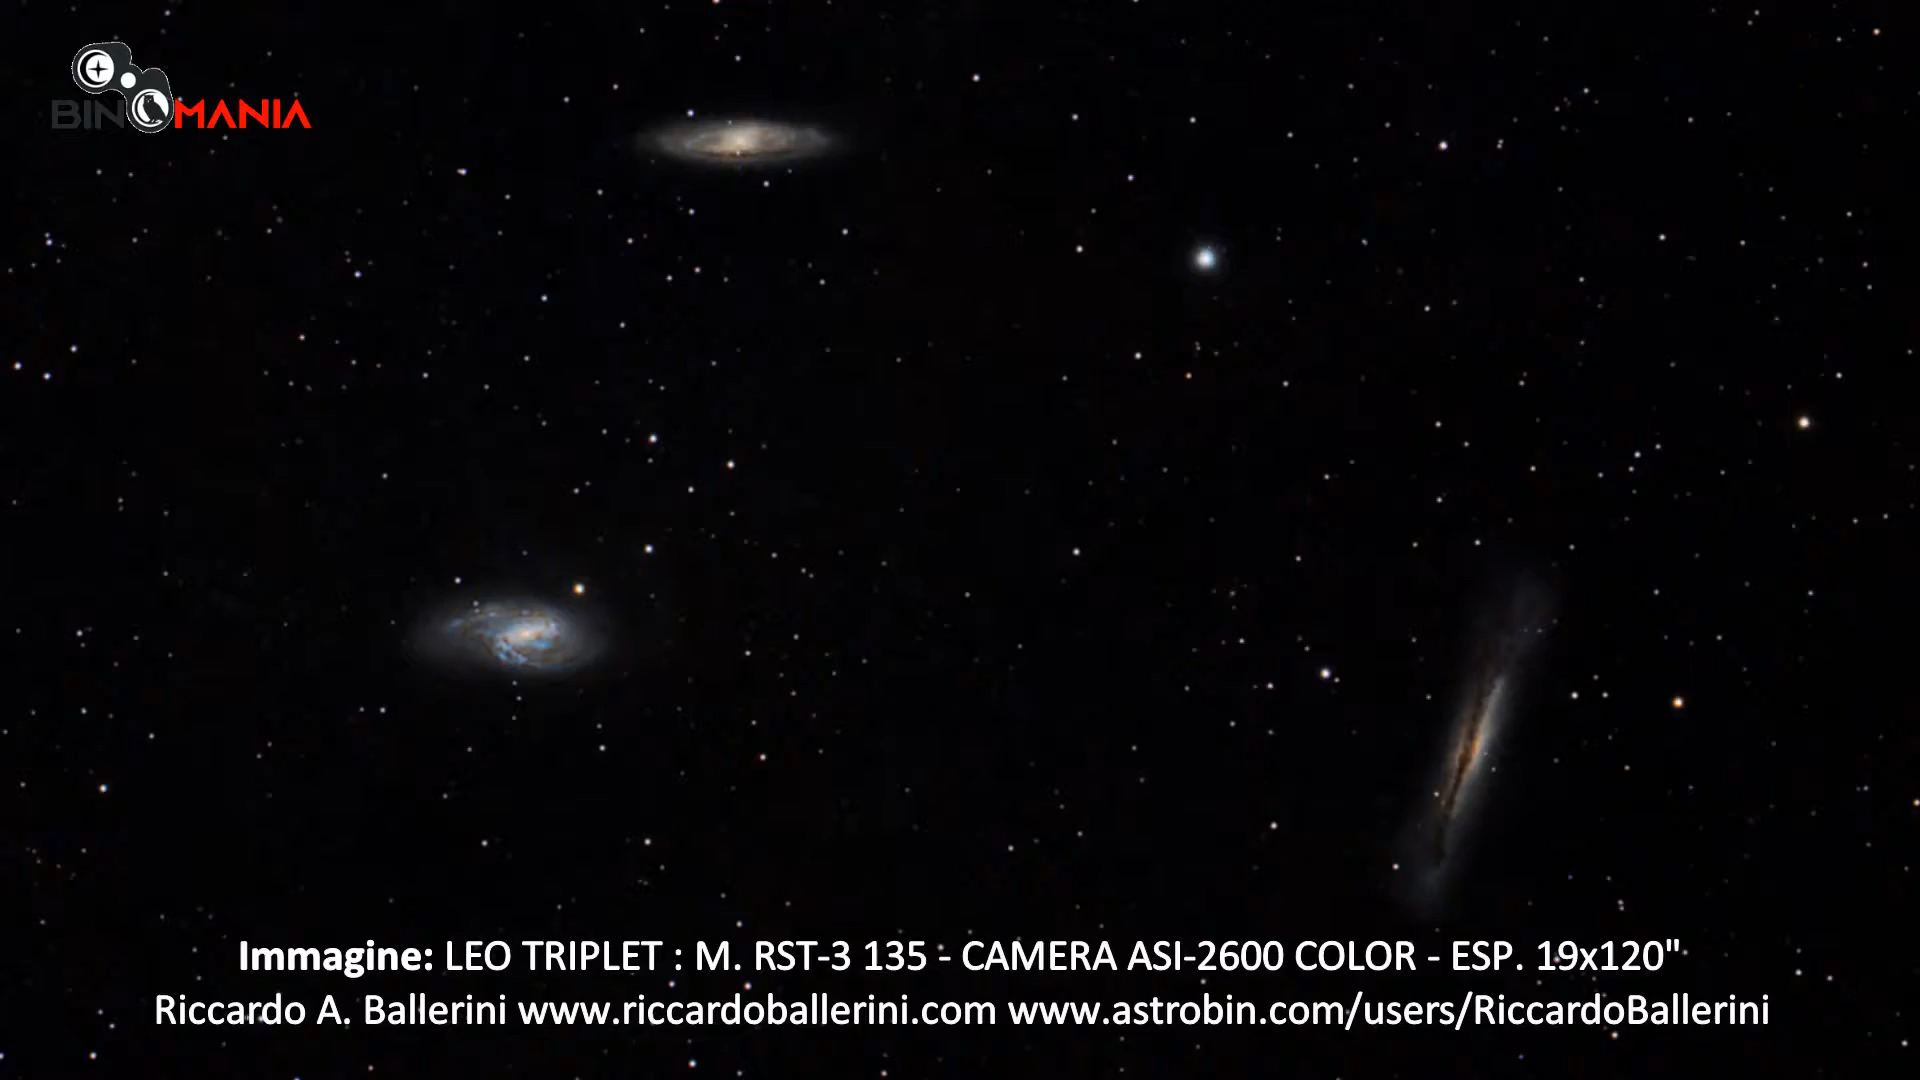 BINOMANIA
Immagine: LEO TRIPLET : M. RST-3 135 - CAMERA ASI-2600 COLOR - ESP. 19x120"
Riccardo A. Ballerini www.riccardoballerini.com www.astrobin.com/users/RiccardoBallerini